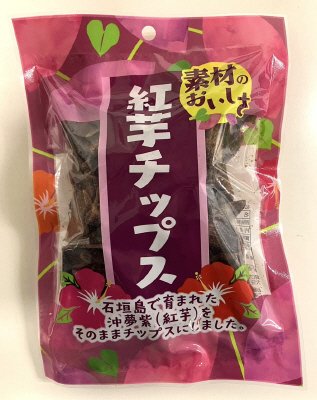 素材の
おいしさ
紅芋チップス
石垣島で育まれた
沖夢紫(紅芋)を
そのままチップスにしました。